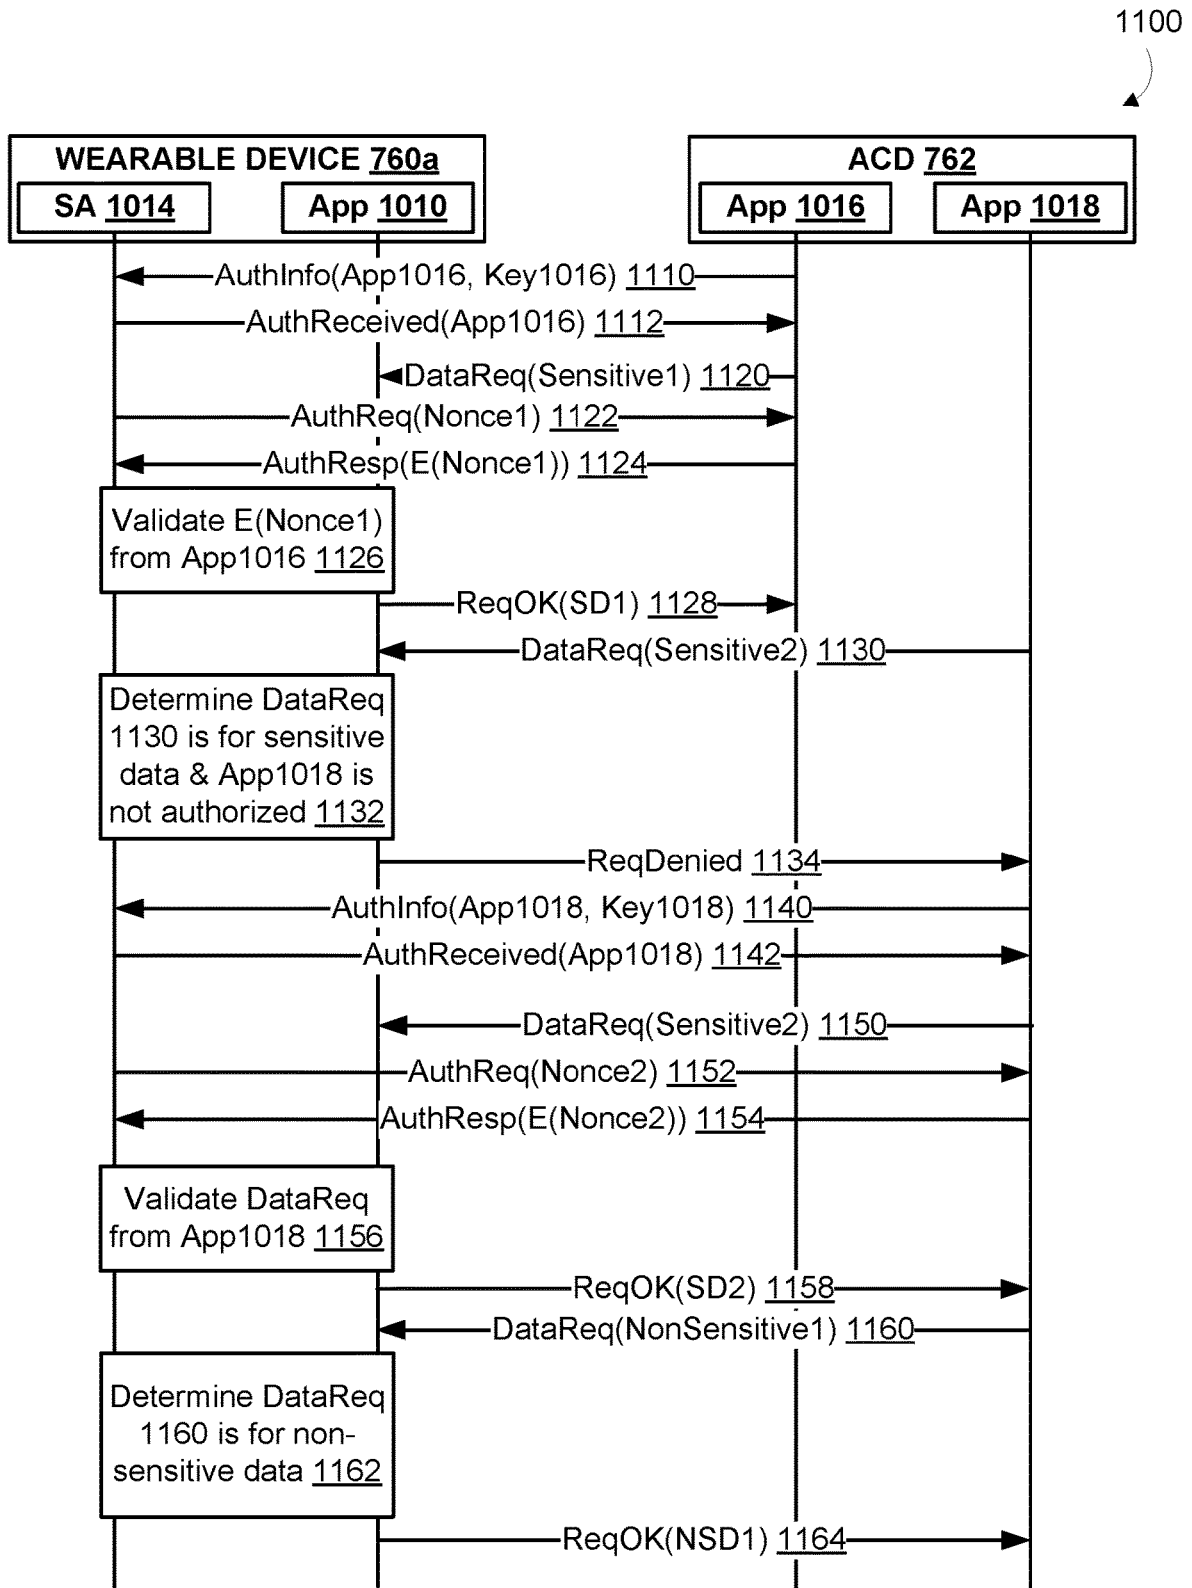 1100
WEARABLE DEVICE 760a
ACD 762
SA 1014
App 1010
App 1016
App 1018
AuthInfo(App1016, Key1016) 1110
AuthReceived(App1016) 1112
DataReq(Sensitive1) 1120
AuthReq(Nonce1) 1122
AuthResp(E(Nonce1)) 1124
Validate E(Nonce1)
from App1016 1126
ReqOK(SD1) 1128
DataReq(Sensitive2) 1130
Determine DataReq
1130 is for sensitive
data & App1018 is
not authorized 1132
ReqDenied 1134
AuthInfo(App1018, Key1018) 1140
AuthReceived(App1018) 1142
DataReq(Sensitive2) 1150
AuthReq(Nonce2) 1152
AuthResp(E(Nonce2)) 1154
Validate DataReq
from App1018 1156
ReqOK(SD2) 1158
DataReq(NonSensitive1) 1160
Determine DataReq
1160 is for non-
sensitive data 1162
ReqOK(NSD1) 1164